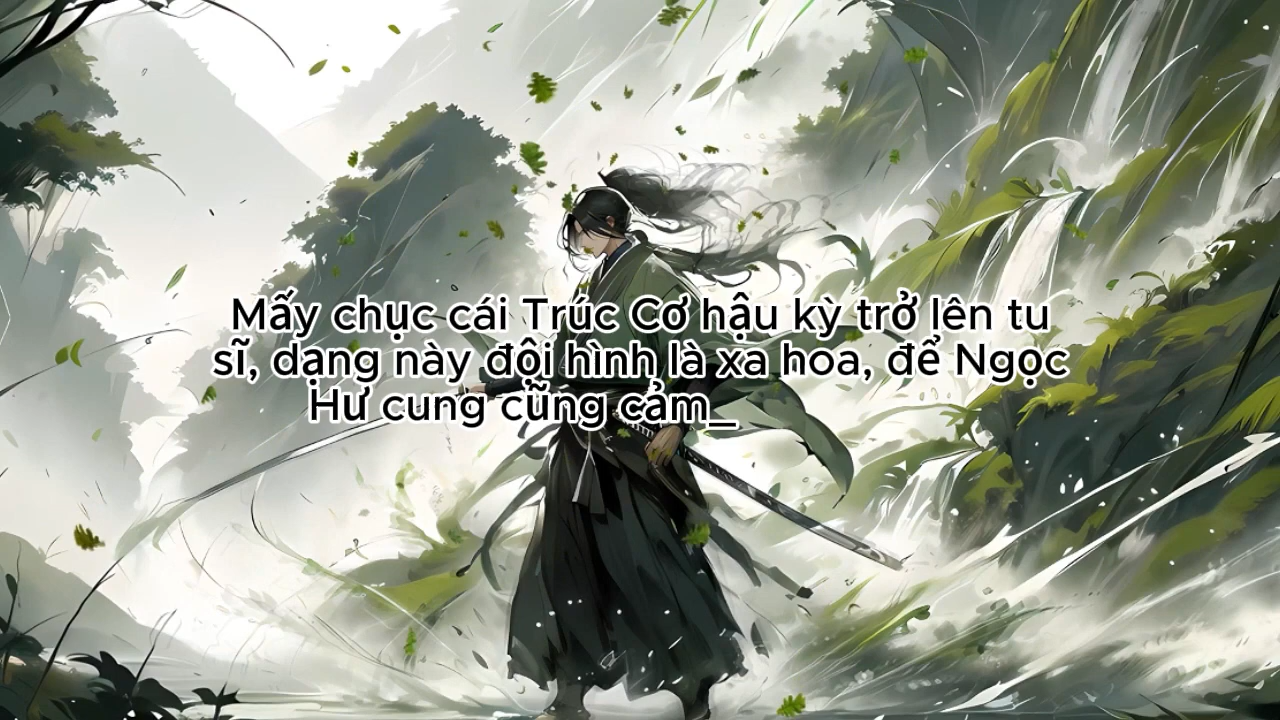 Mấy chục cái Trúc Cơ hậu kỳ trở lên tu
sĩ, dạng này đội hình là xa hoa, để Ngọc
Hư cung cũng cảm_